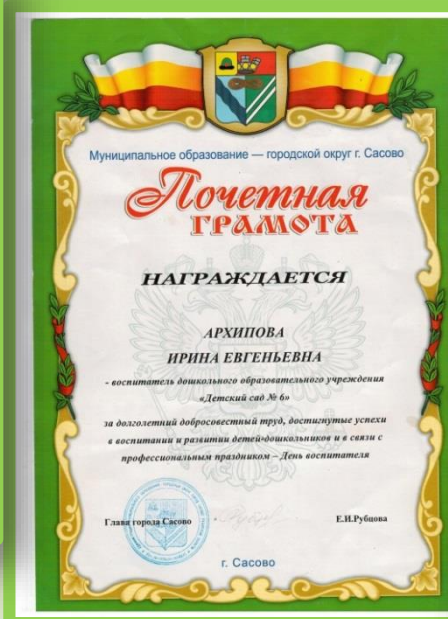 Муниципальное образование — городской округ г. Сасово
Почетная
ГРАМОТА
НАГРАЖДАЕТСЯ
АРХИПОВА
ИРИНА ЕВГЕНЬЕВНА
- воспитатель дошкольного образовательного учреждения
«Детский сад № 6»
за долголетний добросовестный труд, достигнутые успехи
в воспитании и развитии детей-дошкольников и в связи с
профессиональным праздником – День воспитателя
Глава города Сасово
Е.И.Рубцова
г. Сасово